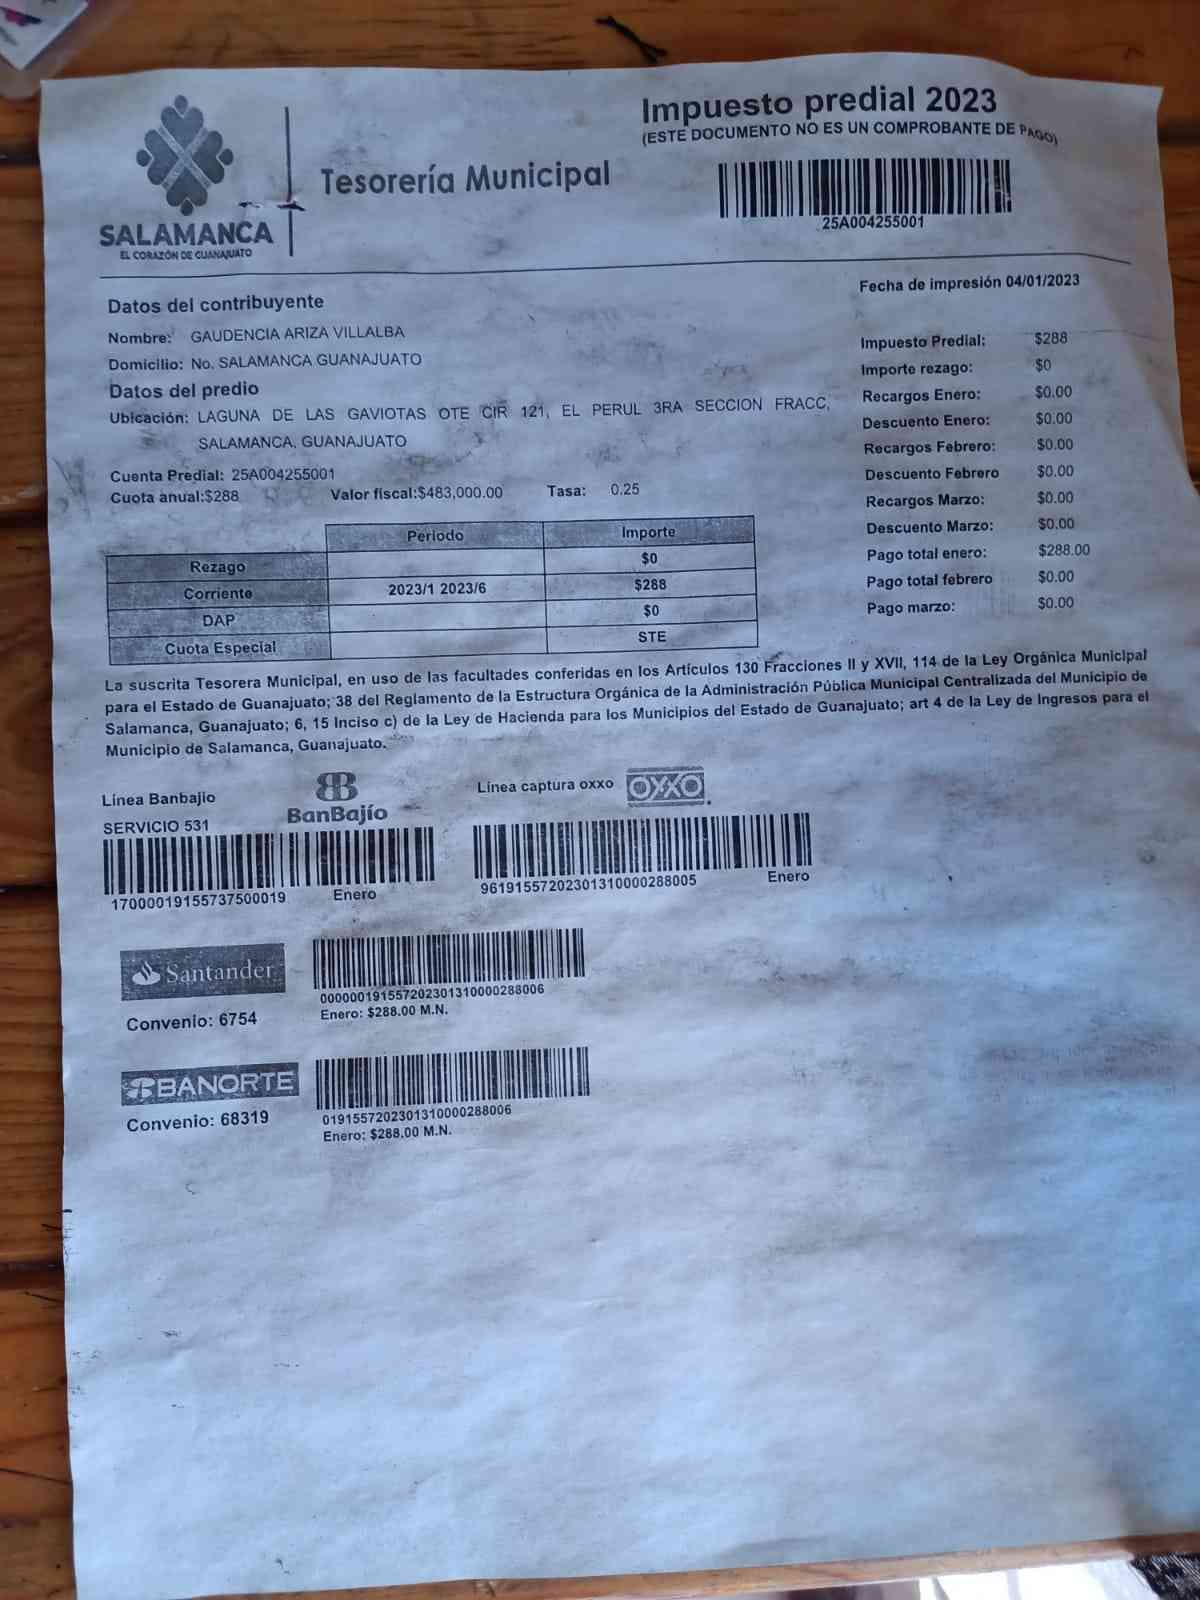 Impuesto predial 2023
(ESTE DOCUMENTO NO ES UN COMPROBANTE DE PAGO)
SALAMANCA
EL CORAZÓN DE GUANAJUATO
Tesorería Municipal
25A004255001
Fecha de impresión 04/01/2023
Datos del contribuyente
Nombre: GAUDENCIA ARIZA VILLALBA
Domicilio: No. SALAMANCA GUANAJUATO
Datos del predio
Ubicación: LAGUNA DE LAS GAVIOTAS OTE CIR 121, EL PERUL 3RA SECCION FRACC,
SALAMANCA, GUANAJUATO
Cuenta Predial: 25A004255001
Cuota anual:$288 Valor fiscal:$483,000.00 Tasa: 0.25
Impuesto Predial: $288
Importe rezago: $0
Recargos Enero: $0.00
Descuento Enero: $0.00
Recargos Febrero: $0.00
Descuento Febrero $0.00
Recargos Marzo: $0.00
Descuento Marzo: $0.00
Pago total enero: $288.00
Pago total febrero $0.00
Pago marzo: $0.00
Periodo Importe
Rezago $0
Corriente 2023/1 2023/6 $288
DAP $0
Cuota Especial STE
La suscrita Tesorera Municipal, en uso de las facultades conferidas en los Artículos 130 Fracciones II y XVII, 114 de la Ley Orgánica Municipal
para el Estado de Guanajuato; 38 del Reglamento de la Estructura Orgánica de la Administración Pública Municipal Centralizada del Municipio de
Salamanca, Guanajuato; 6, 15 Inciso c) de la Ley de Hacienda para los Municipios del Estado de Guanajuato; art 4 de la Ley de Ingresos para el
Municipio de Salamanca, Guanajuato.
Línea Banbajio
BanBajío
SERVICIO 531
17000019155737500019 Enero
Línea captura oxxo OXXO
9619155720230131000​0288005 Enero
Santander
Convenio: 6754
0000001915572023013​10000288006
Enero: $288.00 M.N.
BANORTE
Convenio: 68319
019155720230131000​0288006
Enero: $288.00 M.N.